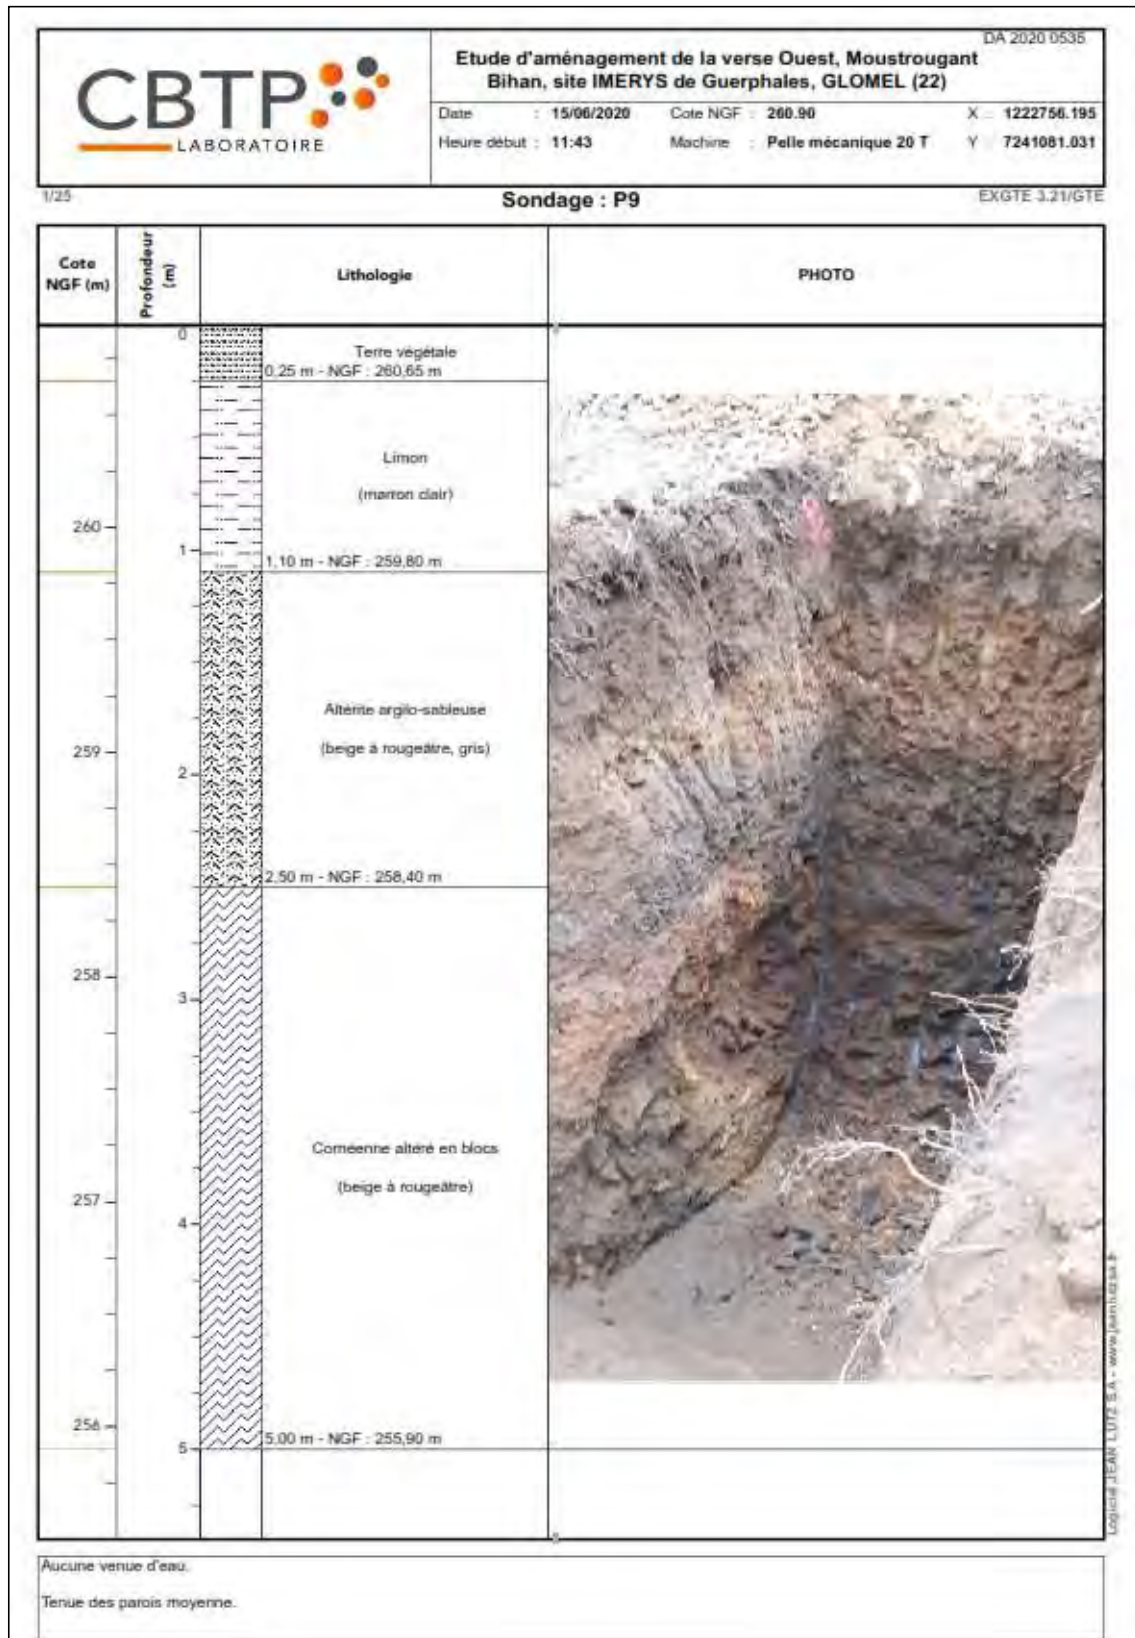 DA 2020 0535
CBTP
LABORATOIRE
Etude d'aménagement de la verse Ouest, Moustrougant
Bihan, site IMERYS de Guerphales, GLOMEL (22)
Date : 15/06/2020 Cote NGF : 260.90 X : 1222756.195
Heure début : 11:43 Machine : Pelle mécanique 20 T Y : 7241081.031
1/25
Sondage : P9
EXGTE 3.21/GTE
Cote NGF (m)
Profondeur (m)
Lithologie
PHOTO
0
Terre végétale
0,25 m - NGF : 260,65 m
Limon
(marron clair)
260
1
1,10 m - NGF : 259,80 m
Altérite argilo-sableuse
(beige à rougeâtre, gris)
259
2
2,50 m - NGF : 258,40 m
258
3
Cornéenne altéré en blocs
(beige à rougeâtre)
257
4
256
5
5,00 m - NGF : 255,90 m
Logiciel JEAN LUTZ S.A - www.jeanlutzsa.fr
Aucune venue d'eau.
Tenue des parois moyenne.